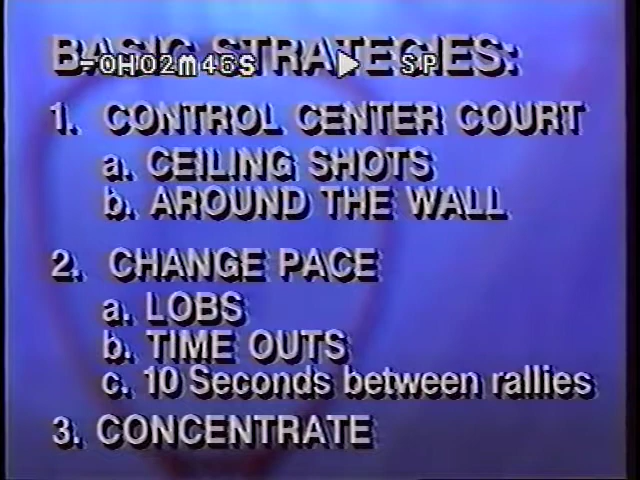 BASIC STRATEGIES:
-0H02m46s ▶ SP
1. CONTROL CENTER COURT
a. CEILING SHOTS
b. AROUND THE WALL
2. CHANGE PACE
a. LOBS
b. TIME OUTS
c. 10 Seconds between rallies
3. CONCENTRATE